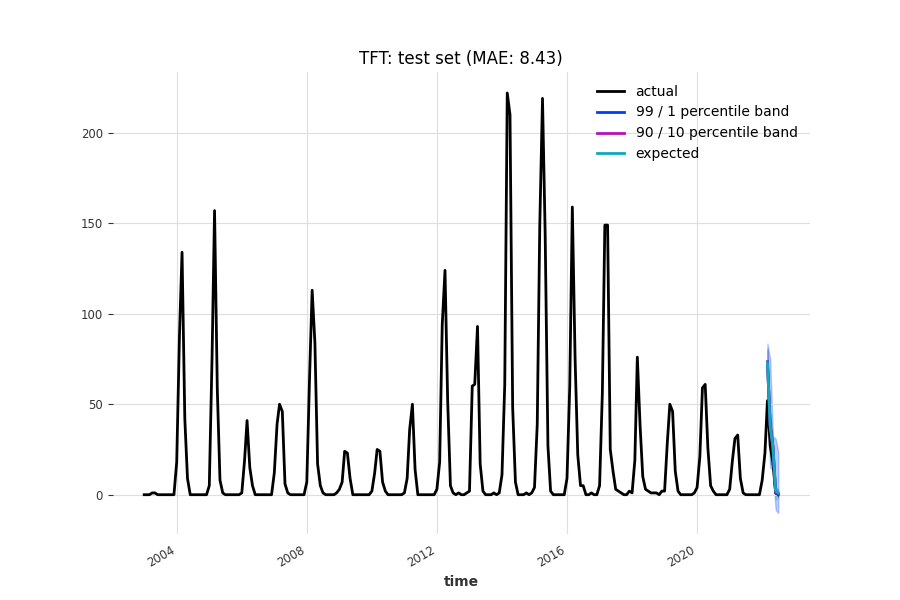 TFT: test set (MAE: 8.43)
actual
99 / 1 percentile band
90 / 10 percentile band
expected
200
150
100
50
0
2004
2008
2012
2016
2020
time